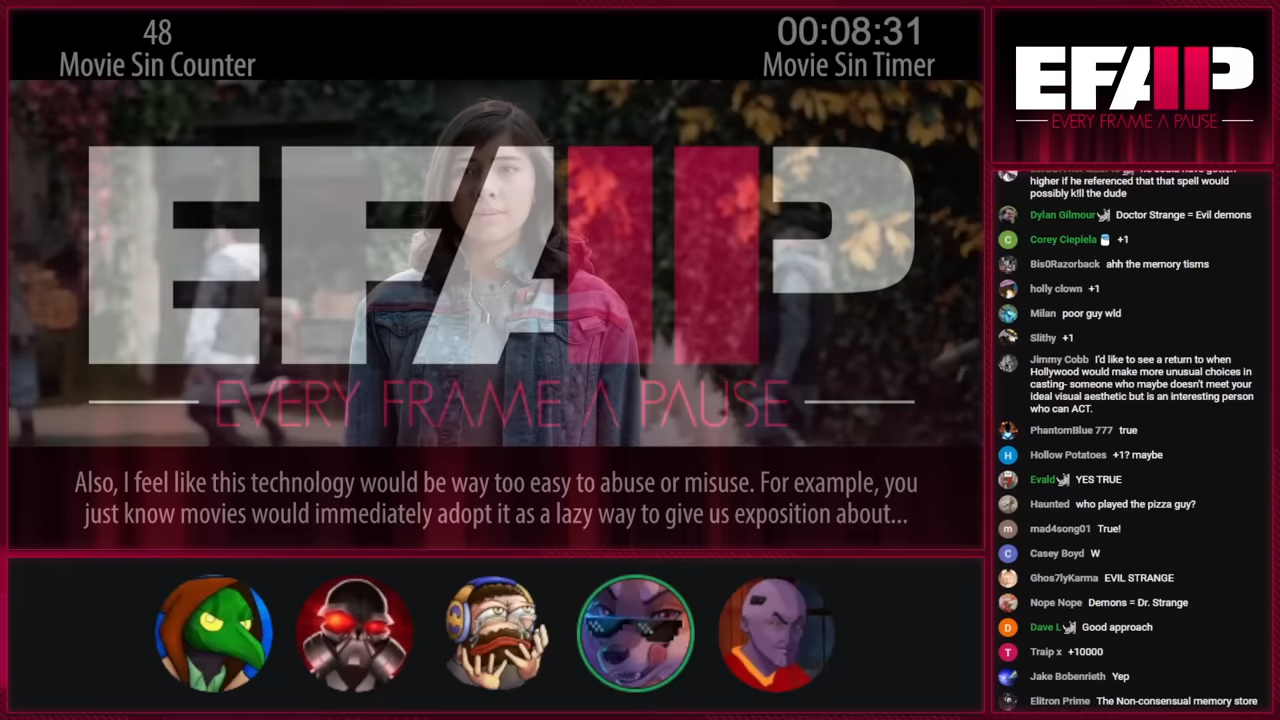 48
Movie Sin Counter
00:08:31
Movie Sin Timer
EFAP
EVERY FRAME A PAUSE
Also, I feel like this technology would be way too easy to abuse or misuse. For example, you
just know movies would immediately adopt it as a lazy way to give us exposition about...
EFAP
EVERY FRAME A PAUSE
higher if he referenced that that spell would
possibly k!ll the dude
Dylan Gilmour Doctor Strange = Evil demons
C Corey Ciepiela +1
Bis0Razorback ahh the memory tisms
holly clown +1
Milan poor guy wld
Slithy +1
Jimmy Cobb I'd like to see a return to when
Hollywood would make more unusual choices in
casting- someone who maybe doesn't meet your
ideal visual aesthetic but is an interesting person
who can ACT.
PhantomBlue 777 true
H Hollow Potatoes +1? maybe
Evald YES TRUE
Haunted who played the pizza guy?
m mad4song01 True!
C Casey Boyd W
Ghos7lyKarma EVIL STRANGE
Nope Nope Demons = Dr. Strange
D Dave L Good approach
T Traip x +10000
Jake Bobenrieth Yep
Elitron Prime The Non-consensual memory store